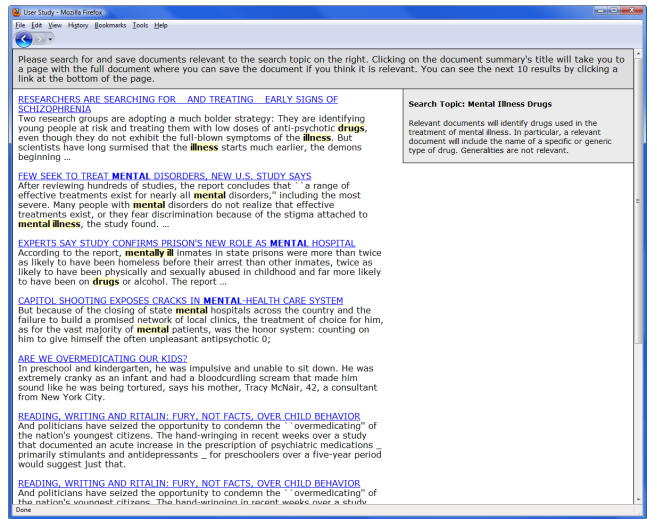 User Study - Mozilla Firefox
File Edit View History Bookmarks Tools Help
Please search for and save documents relevant to the search topic on the right. Clicking on the document summary's title will take you to
a page with the full document where you can save the document if you think it is relevant. You can see the next 10 results by clicking a
link at the bottom of the page.
RESEARCHERS ARE SEARCHING FOR AND TREATING EARLY SIGNS OF
SCHIZOPHRENIA
Two research groups are adopting a much bolder strategy: They are identifying
young people at risk and treating them with low doses of anti-psychotic drugs,
even though they do not exhibit the full-blown symptoms of the illness. But
scientists have long surmised that the illness starts much earlier, the demons
beginning ...
FEW SEEK TO TREAT MENTAL DISORDERS, NEW U.S. STUDY SAYS
After reviewing hundreds of studies, the report concludes that ``a range of
effective treatments exist for nearly all mental disorders,'' including the most
severe. Many people with mental disorders do not realize that effective
treatments exist, or they fear discrimination because of the stigma attached to
mental illness, the study found. ...
EXPERTS SAY STUDY CONFIRMS PRISON'S NEW ROLE AS MENTAL HOSPITAL
According to the report, mentally ill inmates in state prisons were more than twice
as likely to have been homeless before their arrest than other inmates, twice as
likely to have been physically and sexually abused in childhood and far more likely
to have been on drugs or alcohol. The report ...
CAPITOL SHOOTING EXPOSES CRACKS IN MENTAL-HEALTH CARE SYSTEM
But because of the closing of state mental hospitals across the country and the
failure to build a promised network of local clinics, the treatment of choice for him,
as for the vast majority of mental patients, was the honor system: counting on
him to give himself the often unpleasant antipsychotic 0;
ARE WE OVERMEDICATING OUR KIDS?
In preschool and kindergarten, he was impulsive and unable to sit down. He was
extremely cranky as an infant and had a bloodcurdling scream that made him
sound like he was being tortured, says his mother, Tracy McNair, 42, a consultant
from New York City.
READING, WRITING AND RITALIN: FURY, NOT FACTS, OVER CHILD BEHAVIOR
And politicians have seized the opportunity to condemn the ``overmedicating'' of
the nation's youngest citizens. The hand-wringing in recent weeks over a study
that documented an acute increase in the prescription of psychiatric medications _
primarily stimulants and antidepressants _ for preschoolers over a five-year period
would suggest just that.
READING, WRITING AND RITALIN: FURY, NOT FACTS, OVER CHILD BEHAVIOR
And politicians have seized the opportunity to condemn the ``overmedicating'' of
the nation's youngest citizens. The hand-wringing in recent weeks over a study
Search Topic: Mental Illness Drugs
Relevant documents will identify drugs used in the
treatment of mental illness. In particular, a relevant
document will include the name of a specific or generic
type of drug. Generalities are not relevant.
Done